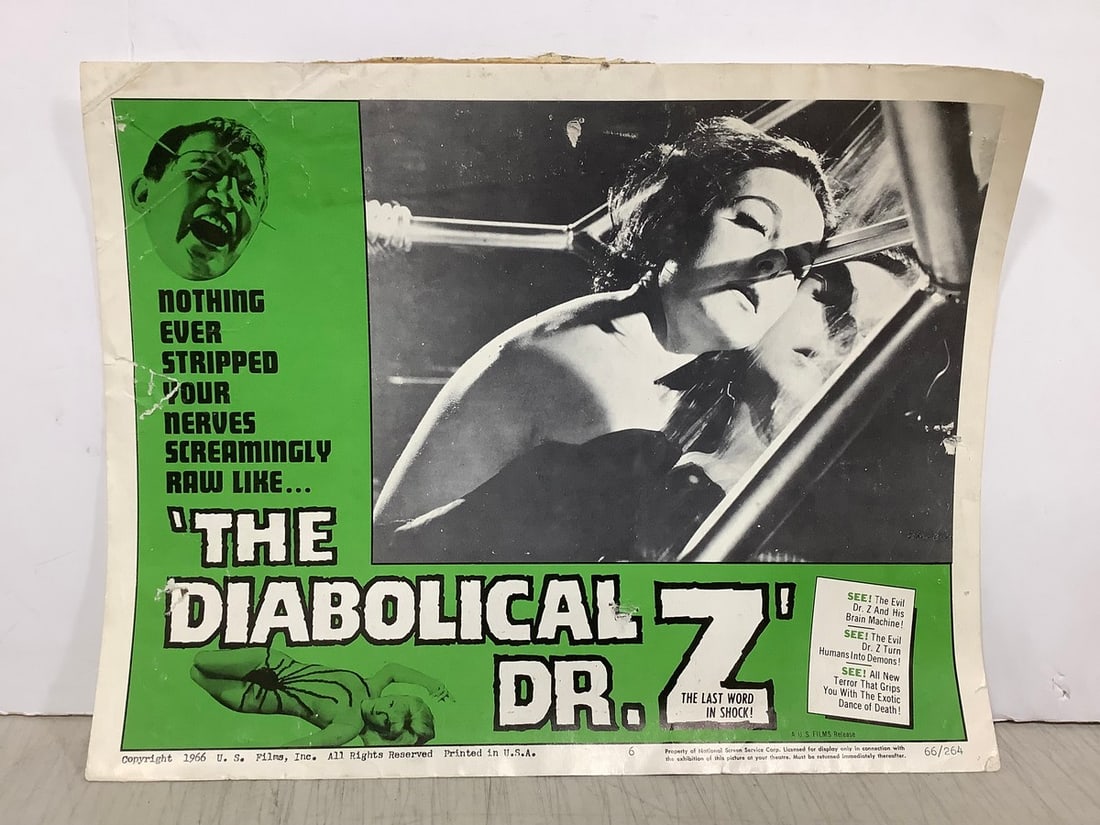 NOTHING
EVER
STRIPPED
YOUR
NERVES
SCREAMINGLY
RAW LIKE...
'THE
DIABOLICAL
DR. Z'
THE LAST WORD
IN SHOCK!
SEE! The Evil
Dr. Z And His
Brain Machine!
SEE! The Evil
Dr. Z Turn
Humans Into Demons!
SEE! All New
Terror That Grips
You With The Exotic
Dance of Death!
A U.S. FILMS Release
Copyright 1966 U. S. Films, Inc. All Rights Reserved Printed in U.S.A.
6
Property of National Screen Service Corp. Licensed for display only in connection with
the exhibition of this picture at your theatre. Must be returned immediately thereafter.
66/264